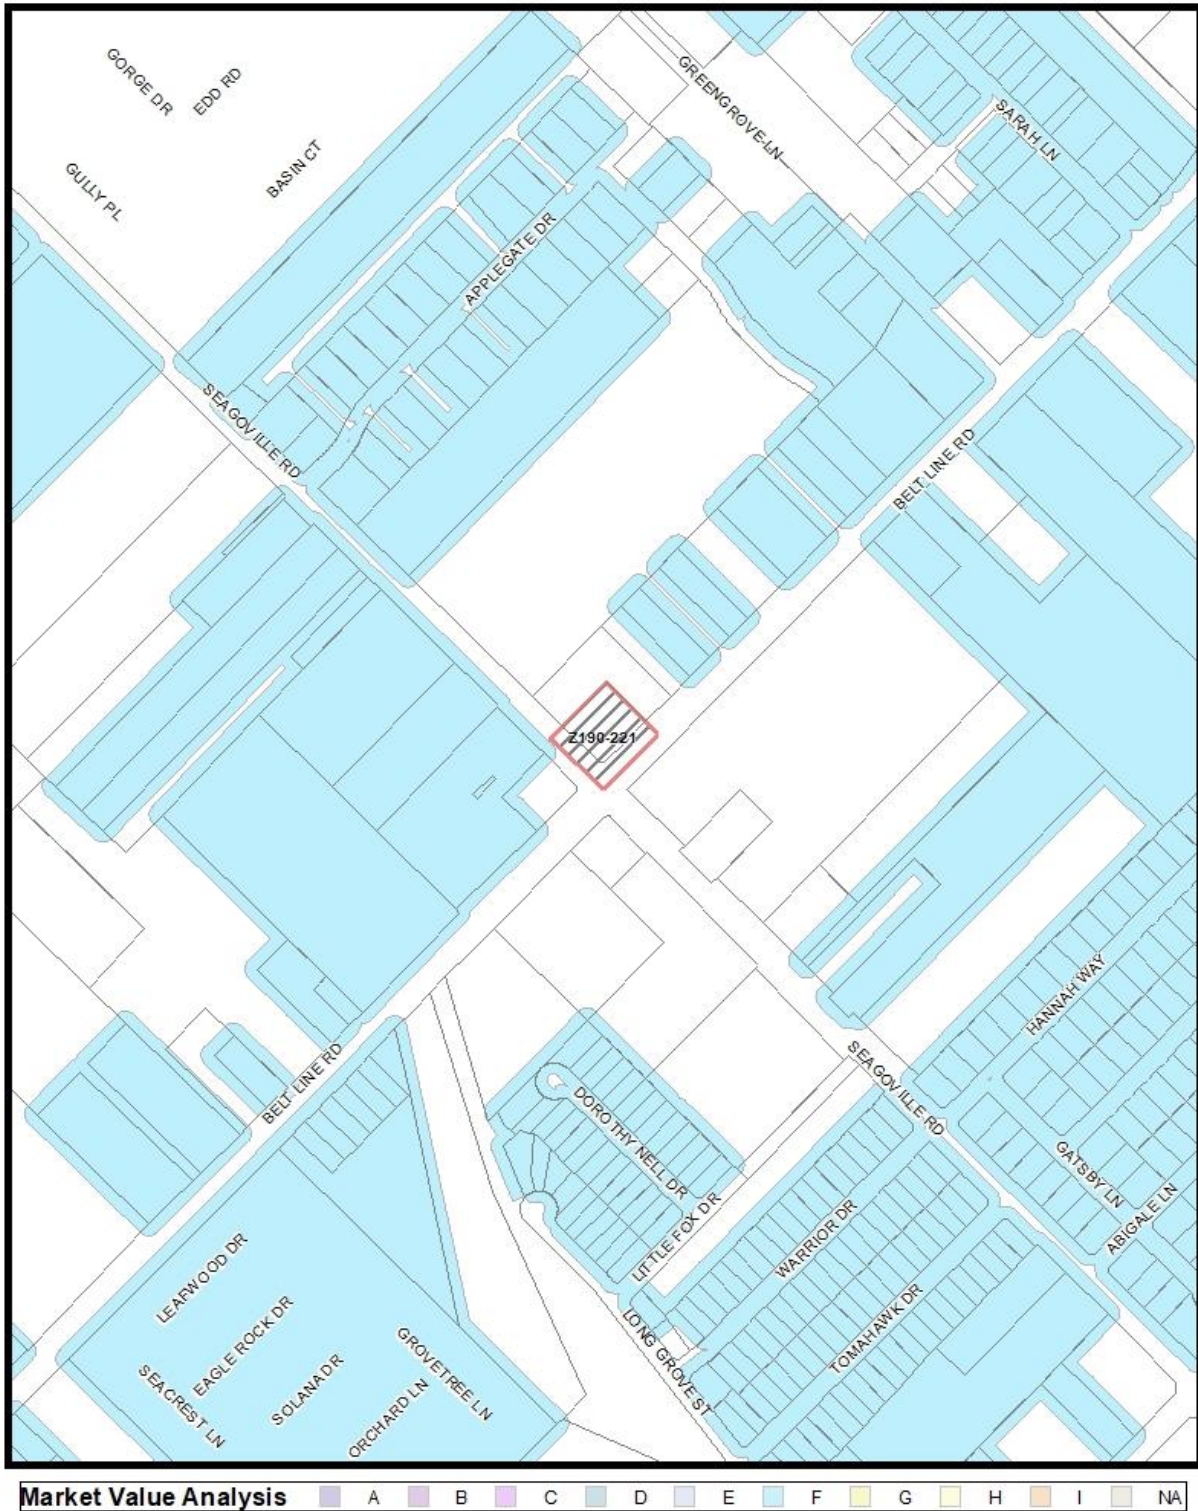 GORGE DR
EDD RD
GREENGROVE LN
SARAH LN
BASIN CT
GULLY PL
APPLEGATE DR
SEAGOVILLE RD
BELT LINE RD
Z190-221
HANNAH WAY
BELT LINE RD
SEAGOVILLE RD
DOROTHY NELL DR
GATSBY LN
ABIGALE LN
LITTLE FOX DR
WARRIOR DR
LEAFWOOD DR
TOMAHAWK DR
EAGLE ROCK DR
LONG GROVE ST
GROVETREE LN
SOLANA DR
SEACREST LN
ORCHARD LN
Market Value Analysis A B C D E F G H I NA